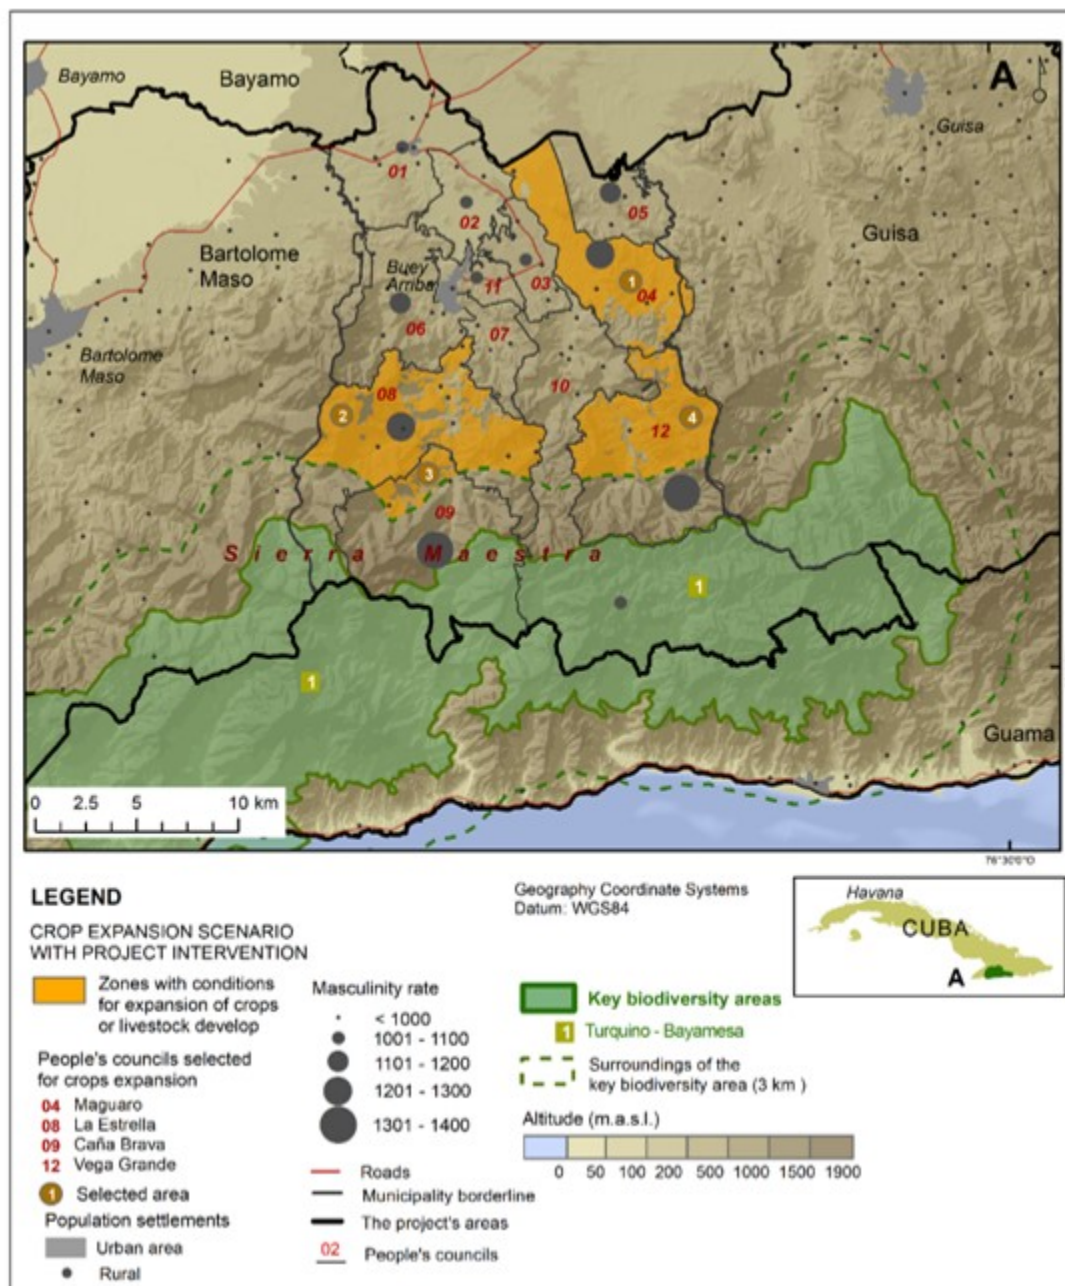 A
Bayamo
Bayamo
Guisa
01
02
05
Guisa
Bartolome
Maso
Buey
Arriba
11
03
1
04
06
07
Bartolome
Maso
08
10
2
4
12
3
09
Sierra Maestra
1
1
Guama
0 2.5 5 10 km
76°30'0"O
LEGEND
CROP EXPANSION SCENARIO
WITH PROJECT INTERVENTION
Zones with conditions
for expansion of crops
or livestock develop
People's councils selected
for crops expansion
04 Maguaro
08 La Estrella
09 Caña Brava
12 Vega Grande
1 Selected area
Population settlements
Urban area
Rural
Masculinity rate
< 1000
1001 - 1100
1101 - 1200
1201 - 1300
1301 - 1400
Roads
Municipality borderline
The project's areas
02 People's councils
Geography Coordinate Systems
Datum: WGS84
Key biodiversity areas
1 Turquino - Bayamesa
Surroundings of the
key biodiversity area (3 km )
Altitude (m.a.s.l.)
0 50 100 200 500 1000 1500 1900
Havana
CUBA
A